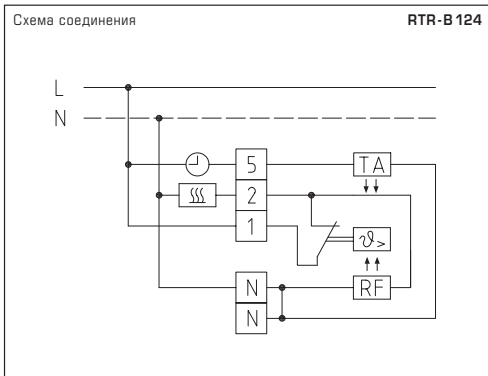 Схема соединения RTR-B 124
L
N
5 TA
2
1 ϑ>
N RF
N